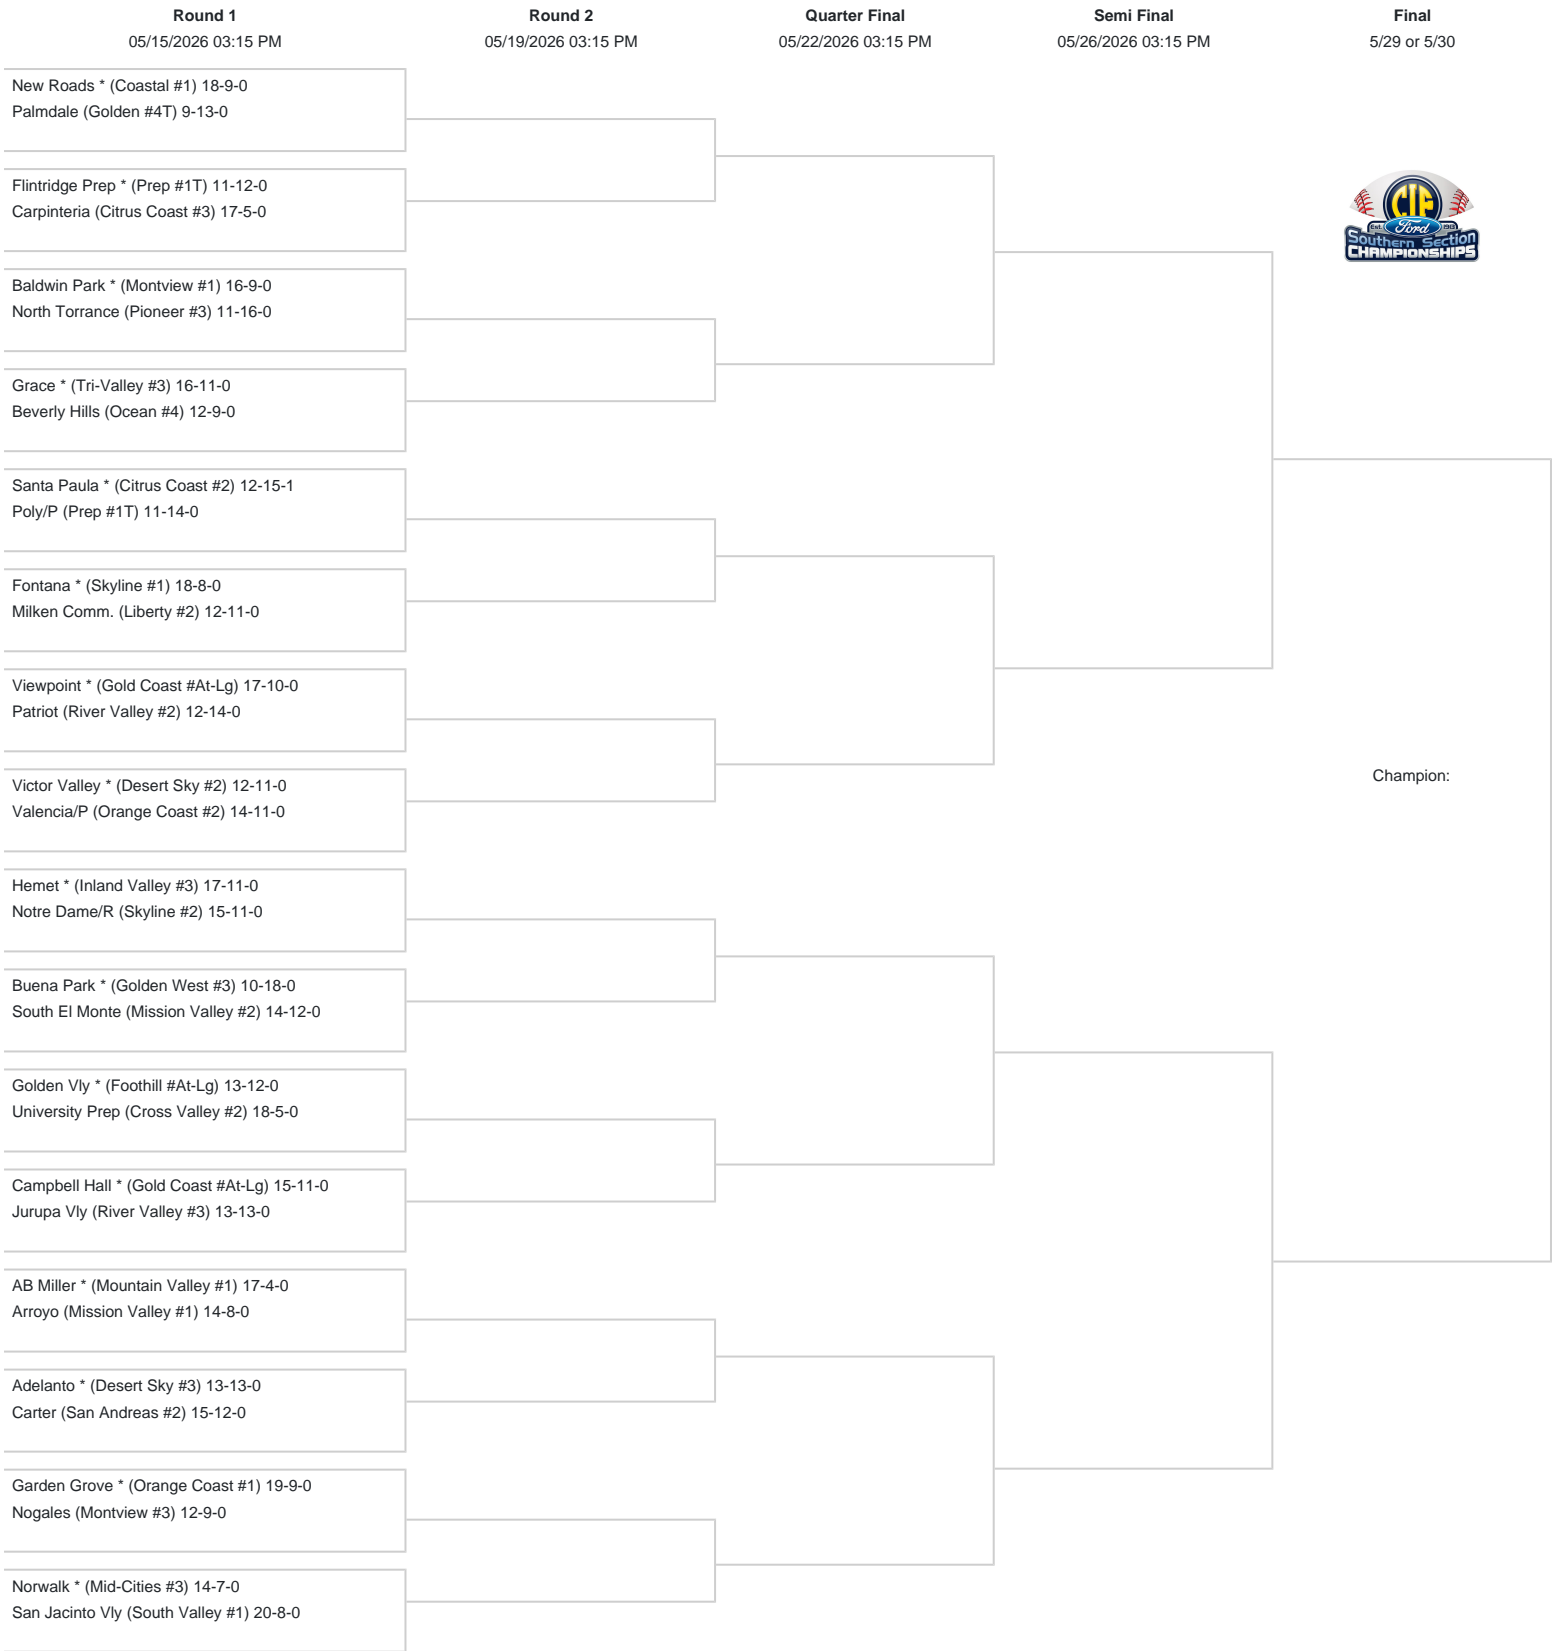 Round 1
05/15/2026 03:15 PM
Round 2
05/19/2026 03:15 PM
Quarter Final
05/22/2026 03:15 PM
Semi Final
05/26/2026 03:15 PM
Final
5/29 or 5/30
New Roads * (Coastal #1) 18-9-0
Palmdale (Golden #4T) 9-13-0
Flintridge Prep * (Prep #1T) 11-12-0
Carpinteria (Citrus Coast #3) 17-5-0
Baldwin Park * (Montview #1) 16-9-0
North Torrance (Pioneer #3) 11-16-0
Grace * (Tri-Valley #3) 16-11-0
Beverly Hills (Ocean #4) 12-9-0
Santa Paula * (Citrus Coast #2) 12-15-1
Poly/P (Prep #1T) 11-14-0
Fontana * (Skyline #1) 18-8-0
Milken Comm. (Liberty #2) 12-11-0
Viewpoint * (Gold Coast #At-Lg) 17-10-0
Patriot (River Valley #2) 12-14-0
Victor Valley * (Desert Sky #2) 12-11-0
Valencia/P (Orange Coast #2) 14-11-0
Hemet * (Inland Valley #3) 17-11-0
Notre Dame/R (Skyline #2) 15-11-0
Buena Park * (Golden West #3) 10-18-0
South El Monte (Mission Valley #2) 14-12-0
Golden Vly * (Foothill #At-Lg) 13-12-0
University Prep (Cross Valley #2) 18-5-0
Campbell Hall * (Gold Coast #At-Lg) 15-11-0
Jurupa Vly (River Valley #3) 13-13-0
AB Miller * (Mountain Valley #1) 17-4-0
Arroyo (Mission Valley #1) 14-8-0
Adelanto * (Desert Sky #3) 13-13-0
Carter (San Andreas #2) 15-12-0
Garden Grove * (Orange Coast #1) 19-9-0
Nogales (Montview #3) 12-9-0
Norwalk * (Mid-Cities #3) 14-7-0
San Jacinto Vly (South Valley #1) 20-8-0
CIF
Est. 1913
Ford
Southern Section
CHAMPIONSHIPS
Champion: